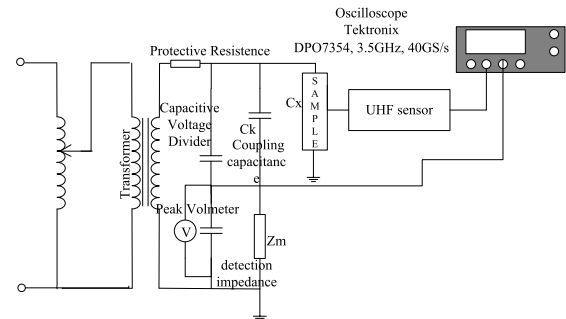 Oscilloscope
Tektronix
DPO7354, 3.5GHz, 40GS/s
Protective Resistence
Transformer
Capacitive
Voltage
Divider
Ck
Coupling
capacitanc
e
Cx
SAMPLE
UHF sensor
Peak Volmeter
V
Zm
detection
impedance